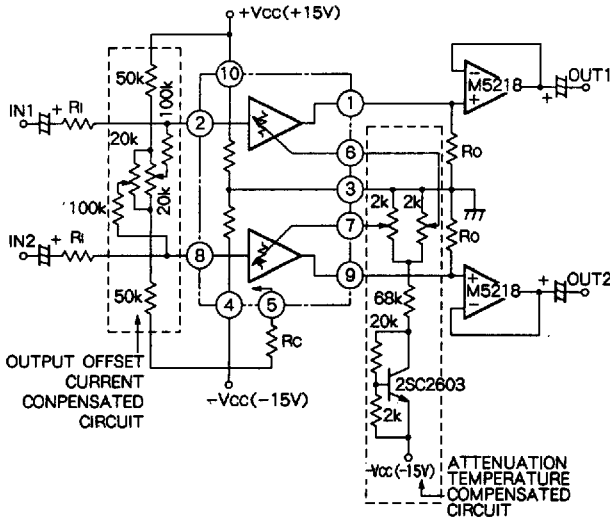 +VCC(+15V)
50k
10
M5218
OUT1
IN1
+
Ri
100k
2
1
−
+
+
20k
6
Ro
3
100k
20k
2k
2k
7
IN2
+
Ri
8
9
Ro
+
−
M5218
+
OUT2
50k
4
5
68k
20k
Rc
2SC2603
2k
OUTPUT OFFSET
CURRENT
CONPENSATED
CIRCUIT
−VCC(−15V)
−VCC(−15V)
ATTENUATION
TEMPERATURE
COMPENSATED
CIRCUIT